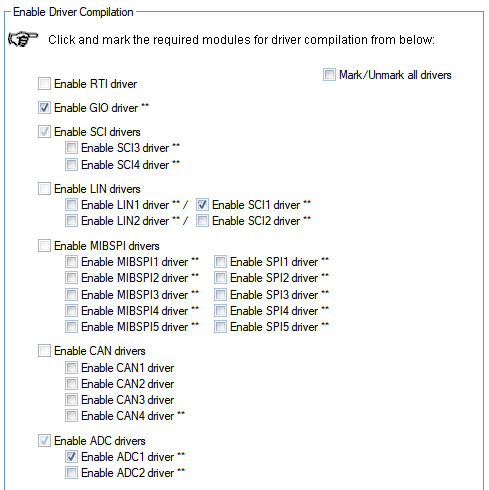 Enable Driver Compilation
Click and mark the required modules for driver compilation from below:
Mark/Unmark all drivers
Enable RTI driver
Enable GIO driver **
Enable SCI drivers
Enable SCI3 driver **
Enable SCI4 driver **
Enable LIN drivers
Enable LIN1 driver ** / Enable SCI1 driver **
Enable LIN2 driver ** / Enable SCI2 driver **
Enable MIBSPI drivers
Enable MIBSPI1 driver ** Enable SPI1 driver **
Enable MIBSPI2 driver ** Enable SPI2 driver **
Enable MIBSPI3 driver ** Enable SPI3 driver **
Enable MIBSPI4 driver ** Enable SPI4 driver **
Enable MIBSPI5 driver ** Enable SPI5 driver **
Enable CAN drivers
Enable CAN1 driver
Enable CAN2 driver
Enable CAN3 driver
Enable CAN4 driver **
Enable ADC drivers
Enable ADC1 driver **
Enable ADC2 driver **